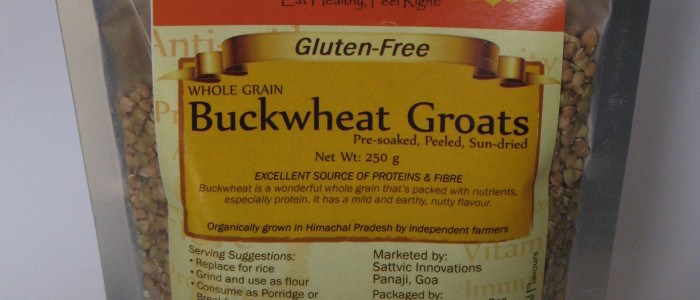 Eat Healthy, Feel Right!
Gluten-Free
WHOLE GRAIN
Buckwheat Groats
Pre-soaked, Peeled, Sun-dried
Net Wt: 250 g
EXCELLENT SOURCE OF PROTEINS & FIBRE
Buckwheat is a wonderful whole grain that's packed with nutrients,
especially protein. It has a mild and earthy, nutty flavour.
Organically grown in Himachal Pradesh by independent farmers
Serving Suggestions:
• Replace for rice
• Grind and use as flour
• Consume as Porridge or
Marketed by:
Sattvic Innovations
Panaji, Goa
Packaged by:
Flavours